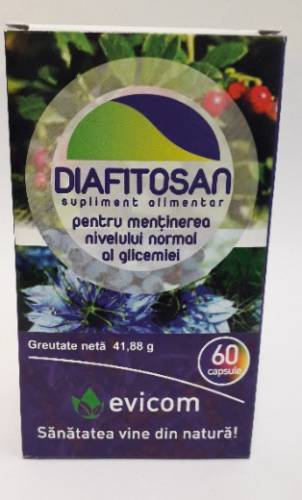 DIAFITOSAN
supliment alimentar
pentru menținerea
nivelului normal
al glicemiei
Greutate netă 41,88 g
60
capsule
evicom
Sănătatea vine din natură!